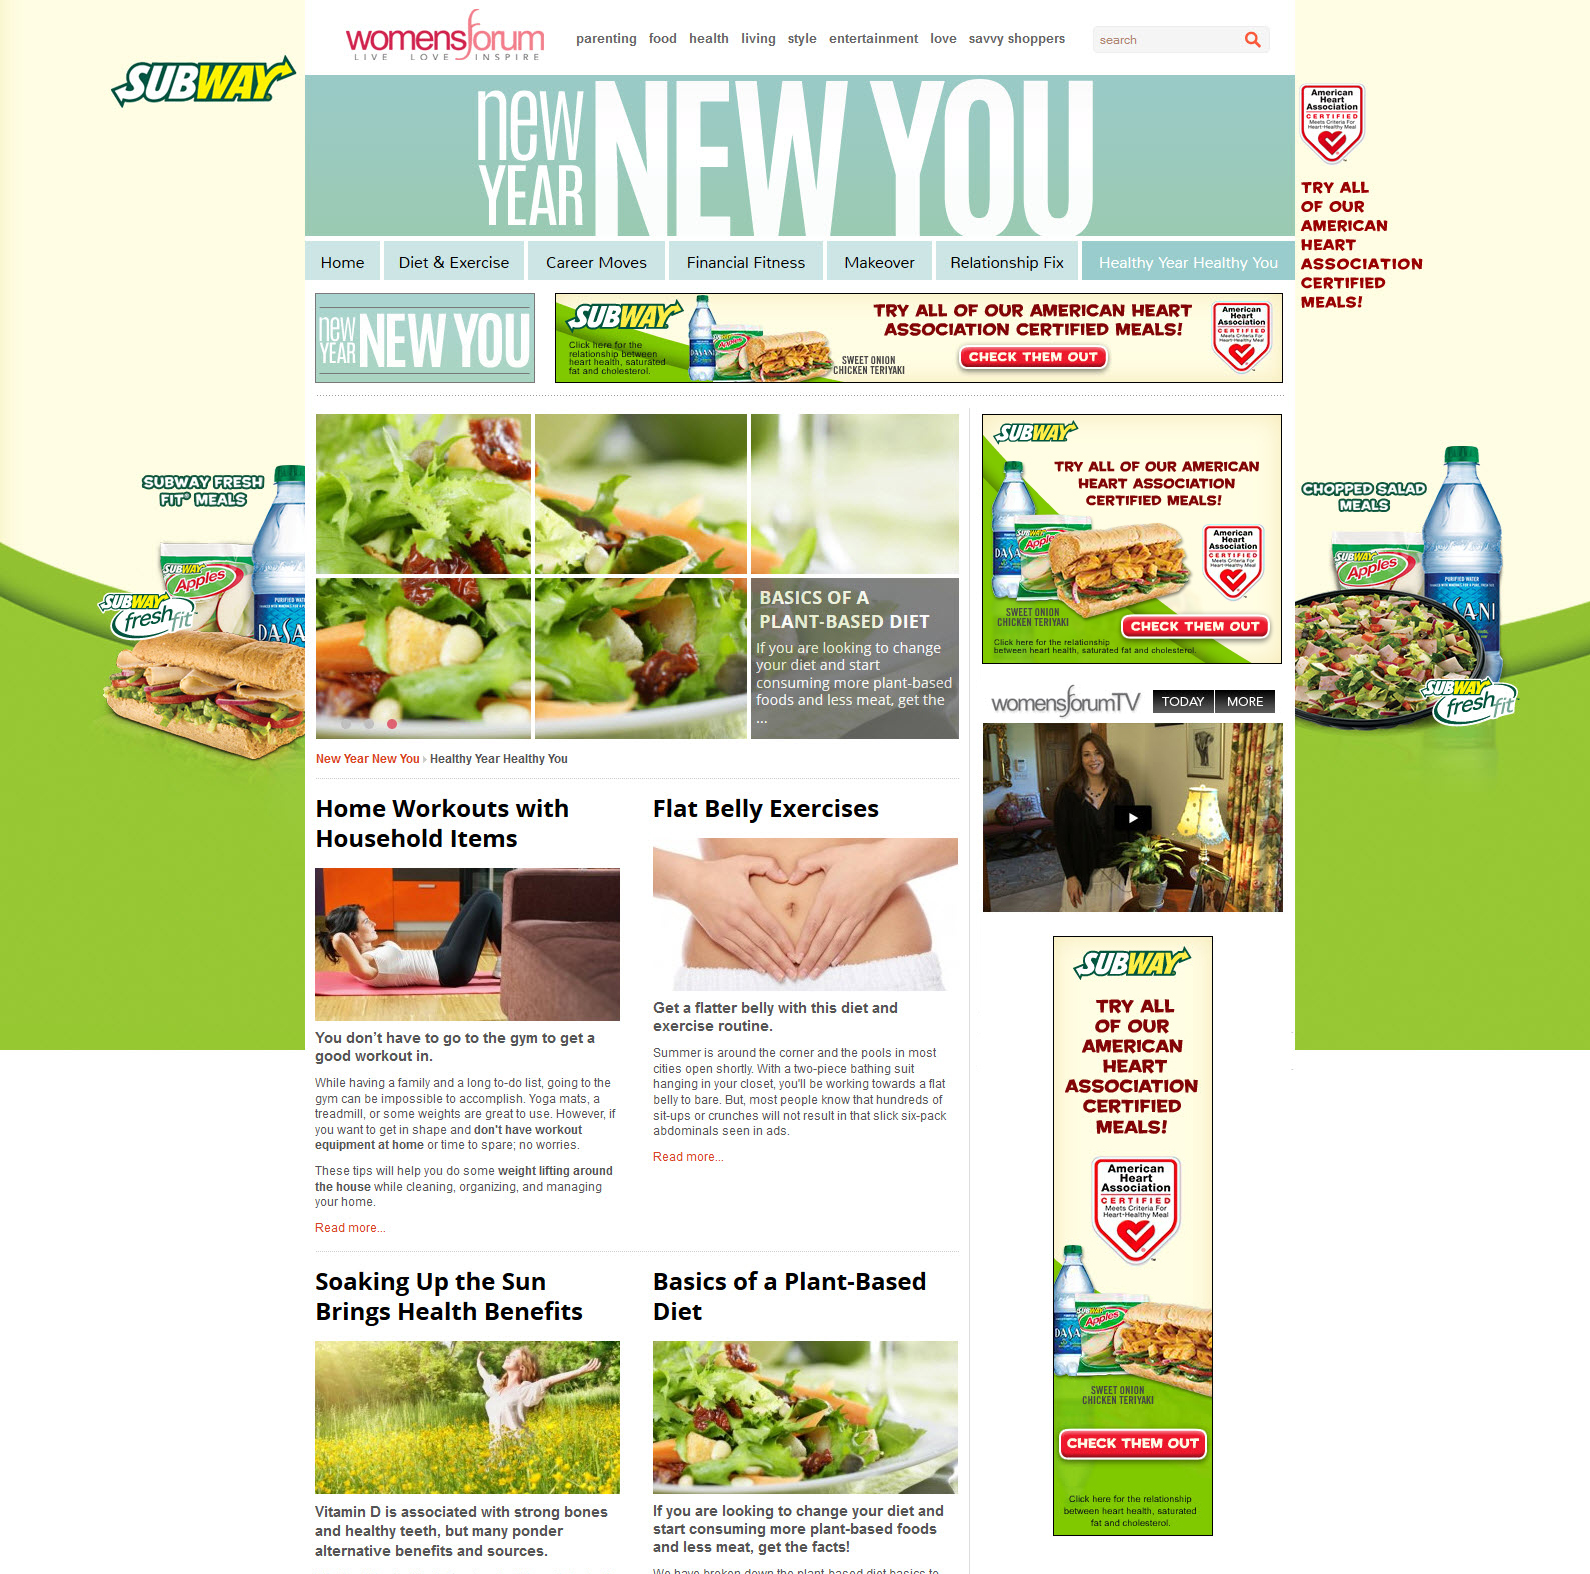 SUBWAY
womensforum
LIVE LOVE INSPIRE
parenting food health living style entertainment love savvy shoppers
search
new
YEAR
NEW YOU
Home
Diet & Exercise
Career Moves
Financial Fitness
Makeover
Relationship Fix
Healthy Year Healthy You
American
Heart
Association
CERTIFIED
Meets Criteria For
Heart-Healthy Meal
TRY ALL
OF OUR
AMERICAN
HEART
ASSOCIATION
CERTIFIED
MEALS!
new
YEAR
NEW YOU
SUBWAY
Click here for the
relationship between
heart health, saturated
fat and cholesterol.
DASANI
Apples
SWEET ONION
CHICKEN TERIYAKI
TRY ALL OF OUR AMERICAN HEART
ASSOCIATION CERTIFIED MEALS!
CHECK THEM OUT
American
Heart
Association
CERTIFIED
Meets Criteria For
Heart-Healthy Meal
SUBWAY FRESH
FIT® MEALS
SUBWAY
Apples
PURIFIED WATER
DASA
SUBWAY
fresh fit
BASICS OF A
PLANT-BASED DIET
If you are looking to change
your diet and start
consuming more plant-based
foods and less meat, get the
...
SUBWAY
TRY ALL OF OUR AMERICAN
HEART ASSOCIATION
CERTIFIED MEALS!
DASA
SUBWAY
Apple
American
Heart
Association
CERTIFIED
Meets Criteria For
Heart-Healthy Meal
SWEET ONION
CHICKEN TERIYAKI
CHECK THEM OUT
Click here for the relationship
between heart health, saturated fat and cholesterol.
CHOPPED SALAD
MEALS
SUBWAY
Apples
PURIFIED WATER
SANI
SUBWAY
fresh fit
womensforumTV
TODAY
MORE
New Year New You Healthy Year Healthy You
Home Workouts with
Household Items
You don't have to go to the gym to get a
good workout in.
While having a family and a long to-do list, going to the
gym can be impossible to accomplish. Yoga mats, a
treadmill, or some weights are great to use. However, if
you want to get in shape and don't have workout
equipment at home or time to spare; no worries.
These tips will help you do some weight lifting around
the house while cleaning, organizing, and managing
your home.
Read more...
Flat Belly Exercises
Get a flatter belly with this diet and
exercise routine.
Summer is around the corner and the pools in most
cities open shortly. With a two-piece bathing suit
hanging in your closet, you'll be working towards a flat
belly to bare. But, most people know that hundreds of
sit-ups or crunches will not result in that slick six-pack
abdominals seen in ads.
Read more...
Soaking Up the Sun
Brings Health Benefits
Vitamin D is associated with strong bones
and healthy teeth, but many ponder
alternative benefits and sources.
Basics of a Plant-Based
Diet
If you are looking to change your diet and
start consuming more plant-based foods
and less meat, get the facts!
We have broken down the plant-based diet basics to
SUBWAY
TRY ALL
OF OUR
AMERICAN
HEART
ASSOCIATION
CERTIFIED
MEALS!
American
Heart
Association
CERTIFIED
Meets Criteria For
Heart-Healthy Meal
DASA
SUBWAY
Apples
SWEET ONION
CHICKEN TERIYAKI
CHECK THEM OUT
Click here for the relationship
between heart health, saturated
fat and cholesterol.